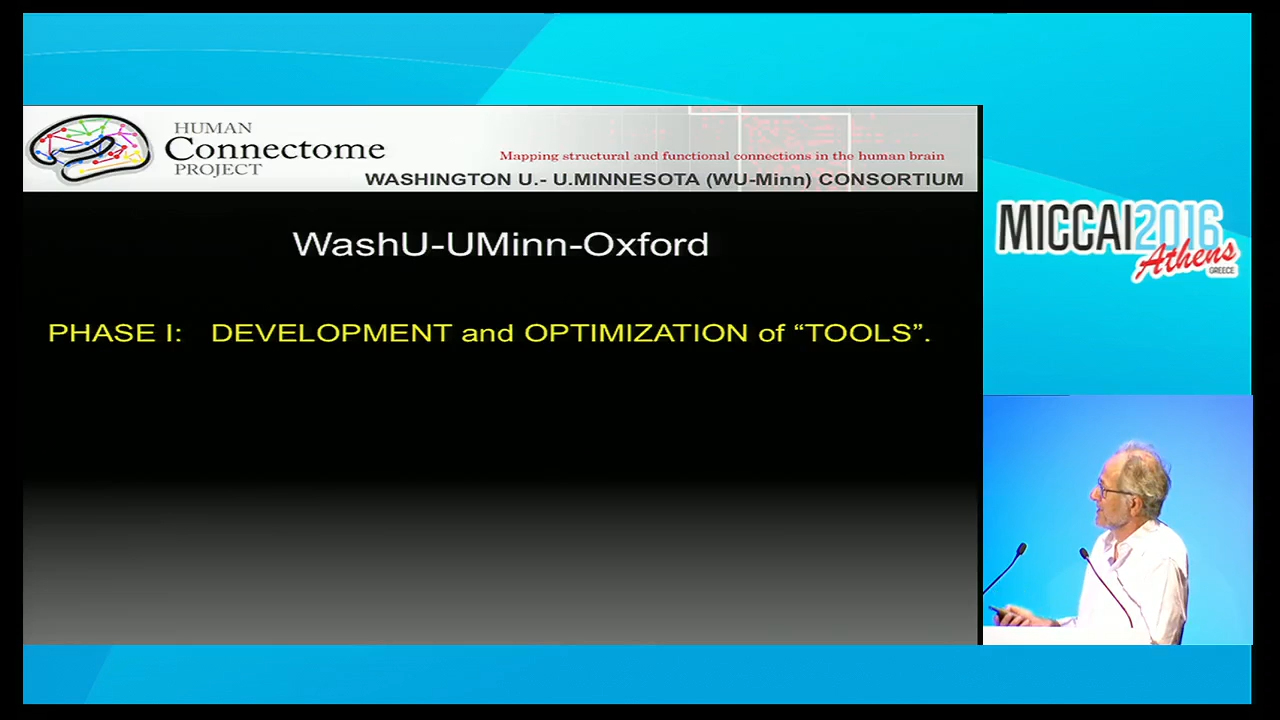 HUMAN
Connectome
PROJECT
Mapping structural and functional connections in the human brain
WASHINGTON U.- U.MINNESOTA (WU-Minn) CONSORTIUM
WashU-UMinn-Oxford
PHASE I: DEVELOPMENT and OPTIMIZATION of “TOOLS”.
MICCAI2016
Athens
GREECE